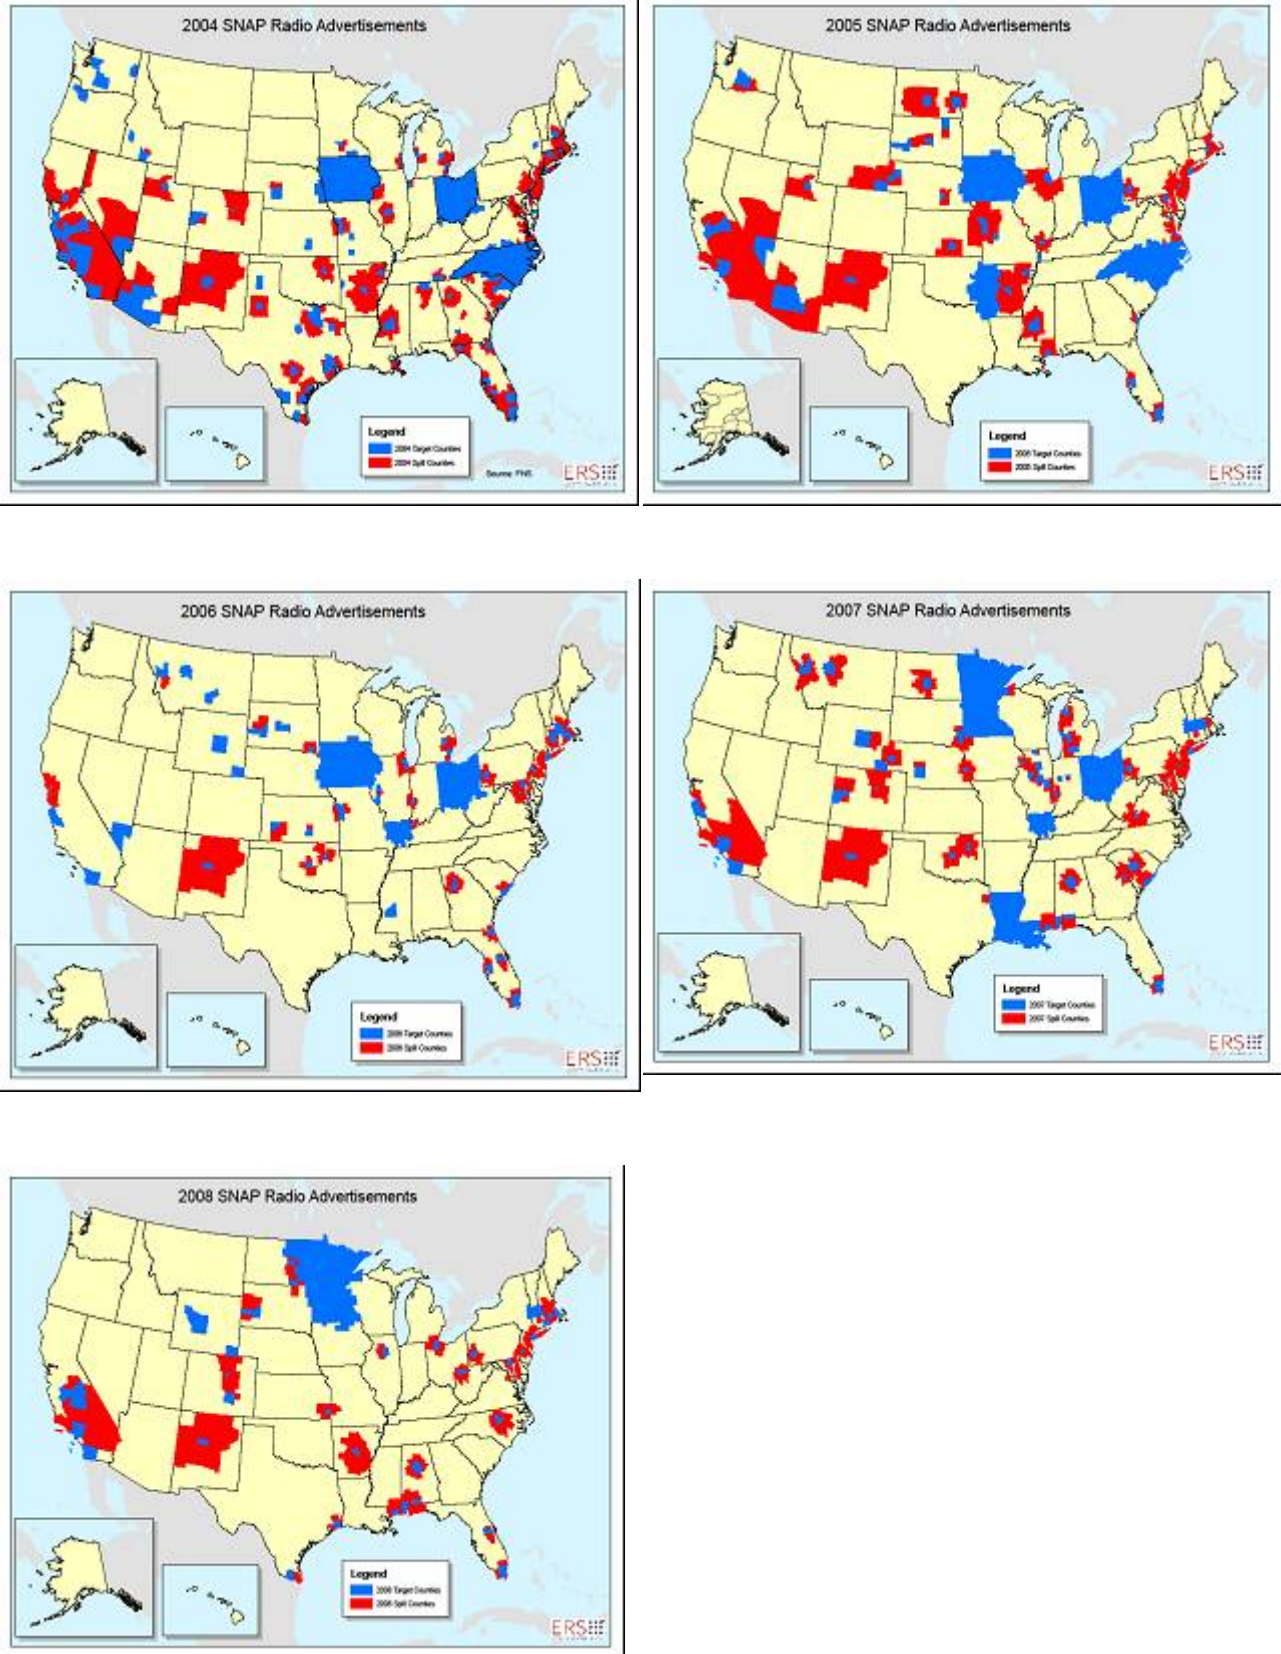 2004 SNAP Radio Advertisements
Legend
2004 Target Counties
2004 Spill Counties
Source: FNS
ERS
2005 SNAP Radio Advertisements
Legend
2005 Target Counties
2005 Spill Counties
ERS
2006 SNAP Radio Advertisements
Legend
2006 Target Counties
2006 Spill Counties
ERS
2007 SNAP Radio Advertisements
Legend
2007 Target Counties
2007 Spill Counties
ERS
2008 SNAP Radio Advertisements
Legend
2008 Target Counties
2008 Spill Counties
ERS